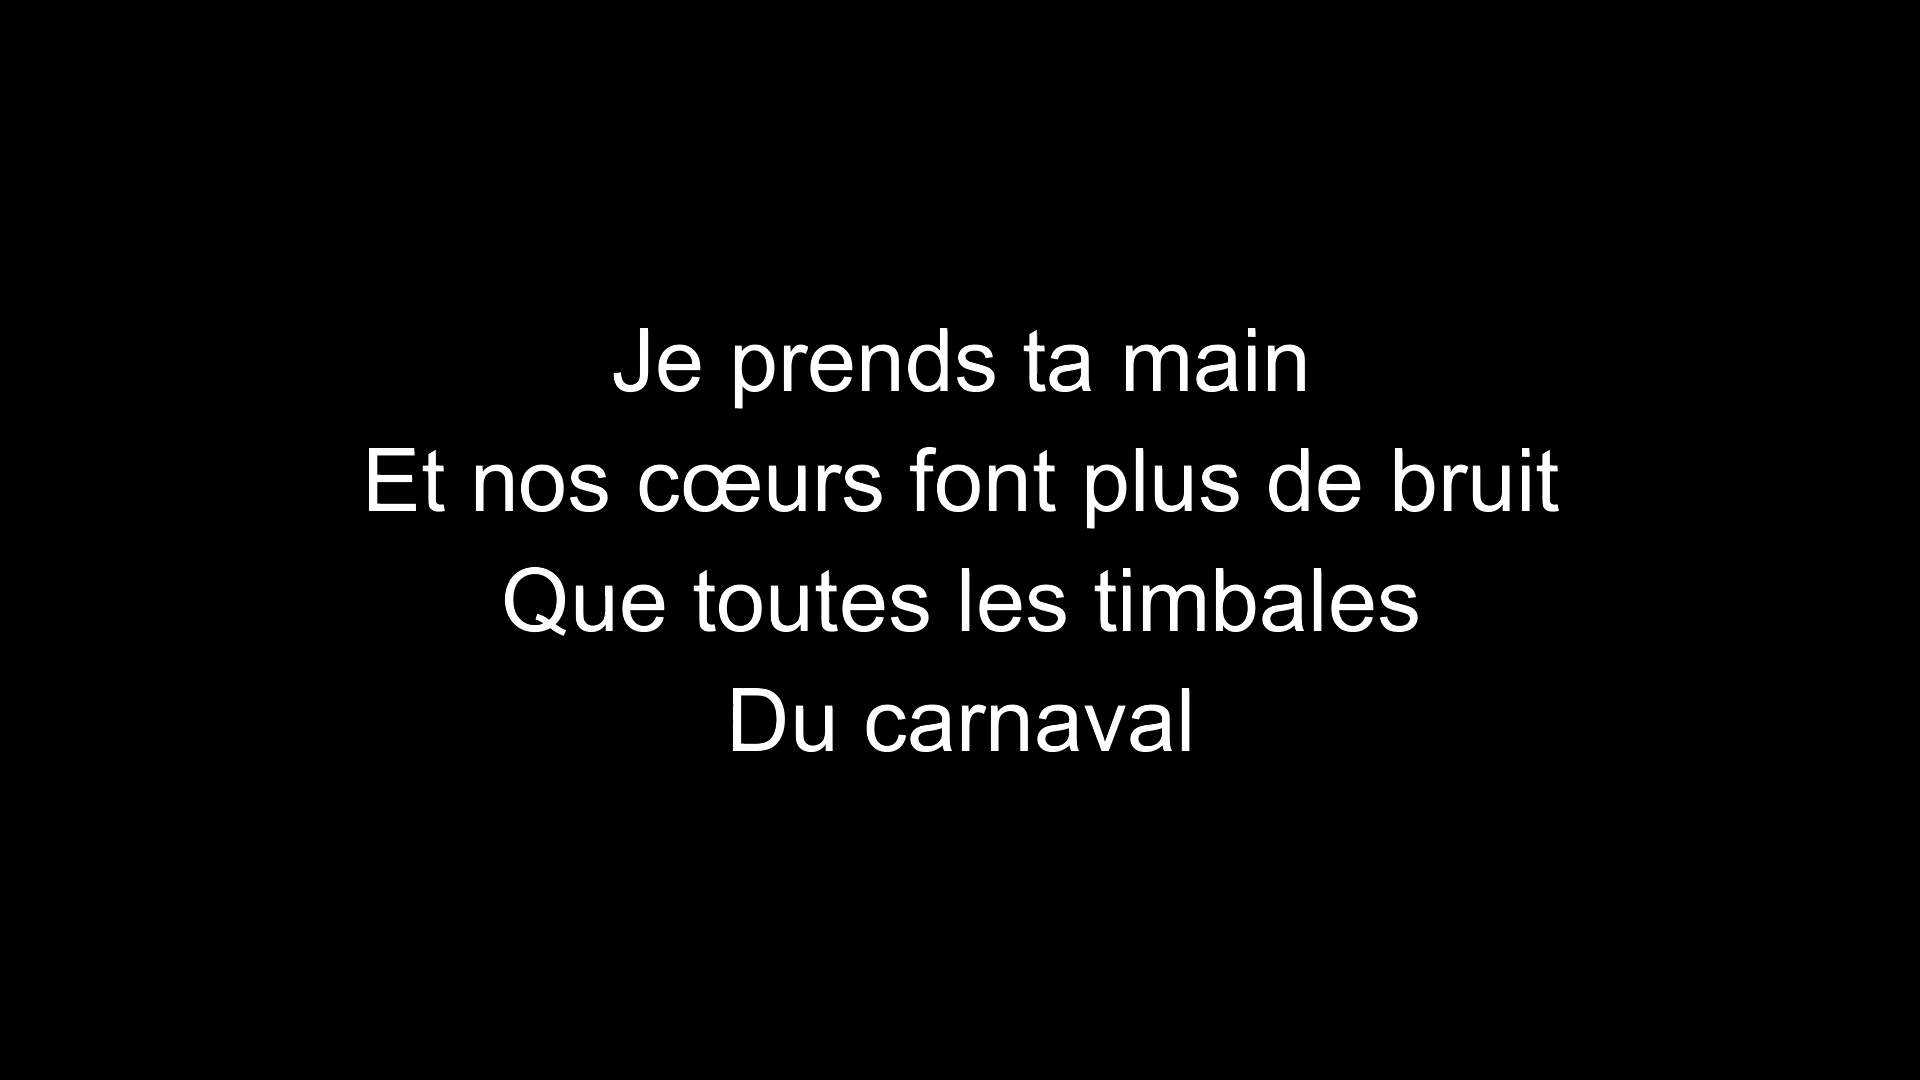 Je prends ta main
Et nos cœurs font plus de bruit
Que toutes les timbales
Du carnaval